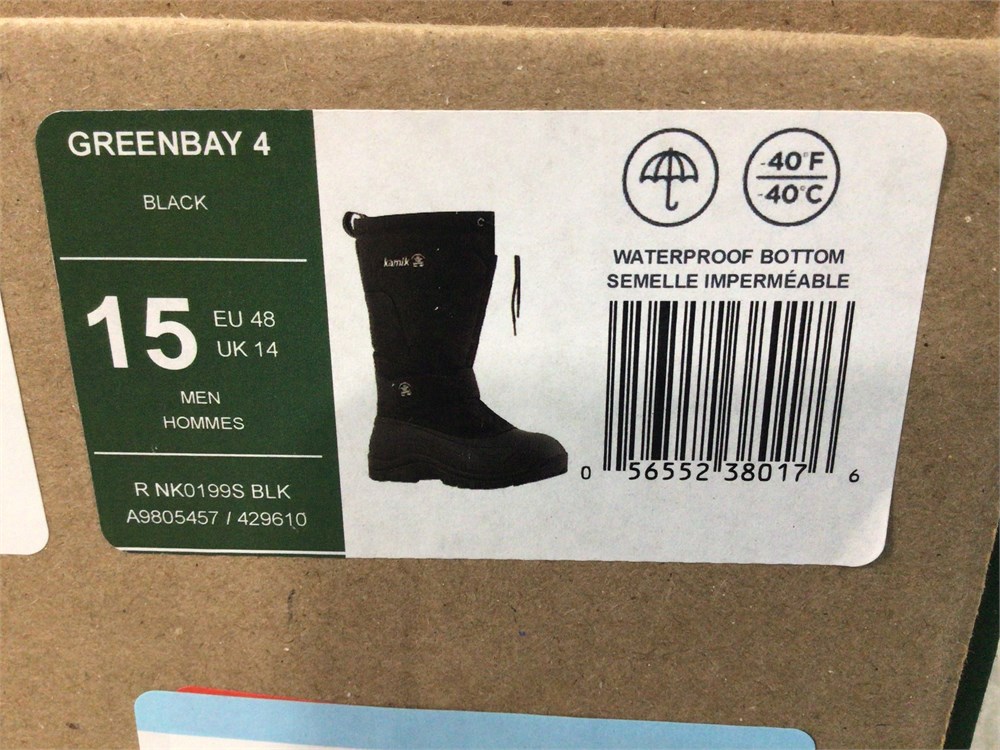 GREENBAY 4
BLACK
15
EU 48
UK 14
MEN
HOMMES
R NK0199S BLK
A9805457 / 429610
kamik
-40°F
-40°C
WATERPROOF BOTTOM
SEMELLE IMPERMÉABLE
0 56552 38017 6